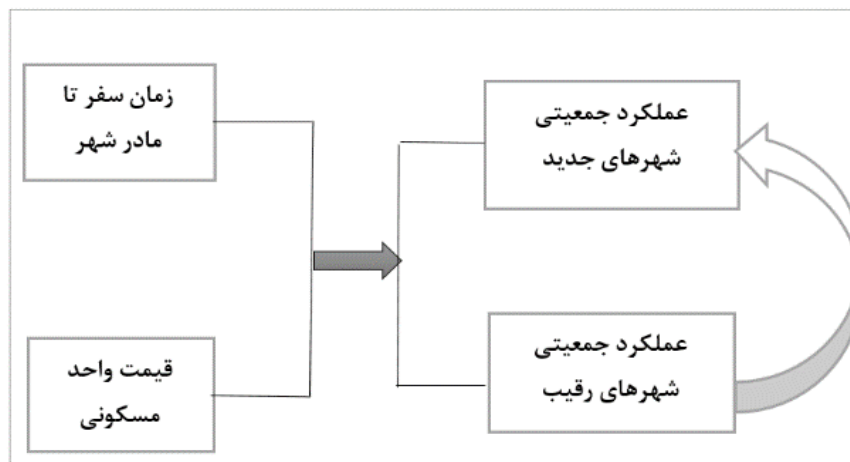 زمان سفر تا
مادر شهر
عملکرد جمعیتی
شهرهای جدید
قیمت واحد
مسکونی
عملکرد جمعیتی
شهرهای رقیب